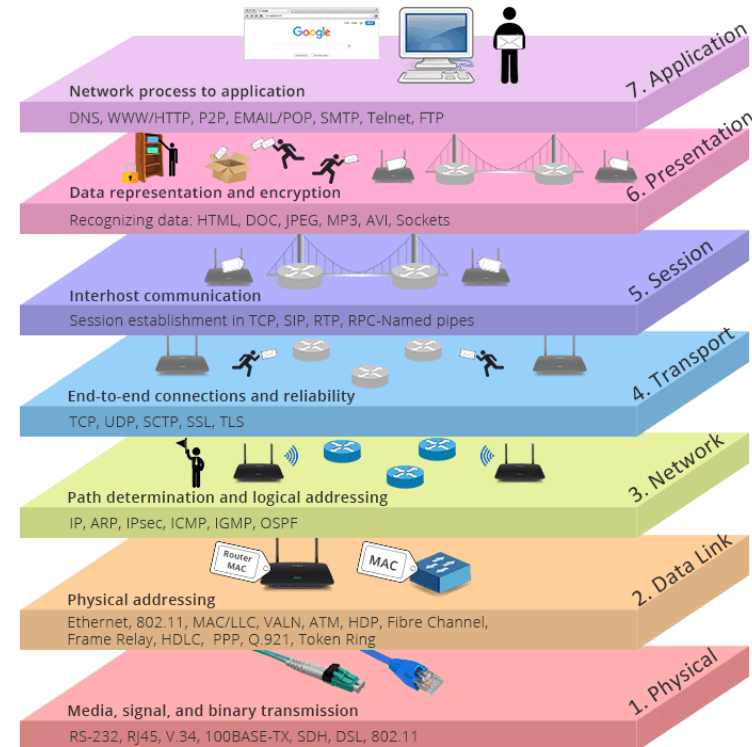 Google
7. Application
Network process to application
DNS, WWW/HTTP, P2P, EMAIL/POP, SMTP, Telnet, FTP
6. Presentation
Data representation and encryption
Recognizing data: HTML, DOC, JPEG, MP3, AVI, Sockets
5. Session
Interhost communication
Session establishment in TCP, SIP, RTP, RPC-Named pipes
4. Transport
End-to-end connections and reliability
TCP, UDP, SCTP, SSL, TLS
3. Network
Path determination and logical addressing
IP, ARP, IPsec, ICMP, IGMP, OSPF
Router
MAC
MAC
2. Data Link
Physical addressing
Ethernet, 802.11, MAC/LLC, VALN, ATM, HDP, Fibre Channel,
Frame Relay, HDLC, PPP, Q.921, Token Ring
1. Physical
Media, signal, and binary transmission
RS-232, RJ45, V.34, 100BASE-TX, SDH, DSL, 802.11